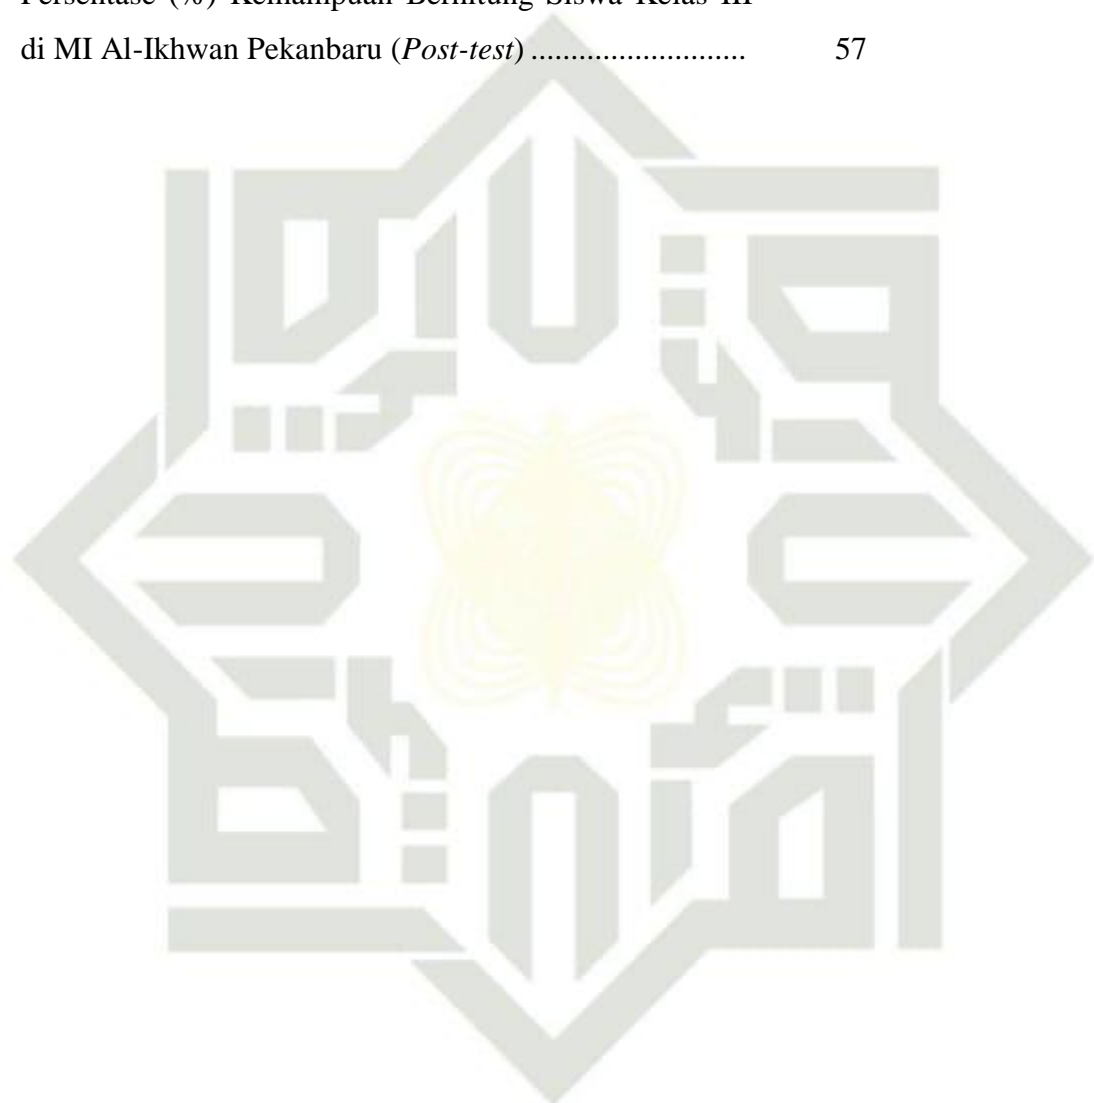 Persentase (%) Kemampuan Berhitung Siswa Kelas III
di MI Al-Ikhwan Pekanbaru (Post-test) .......................... 57